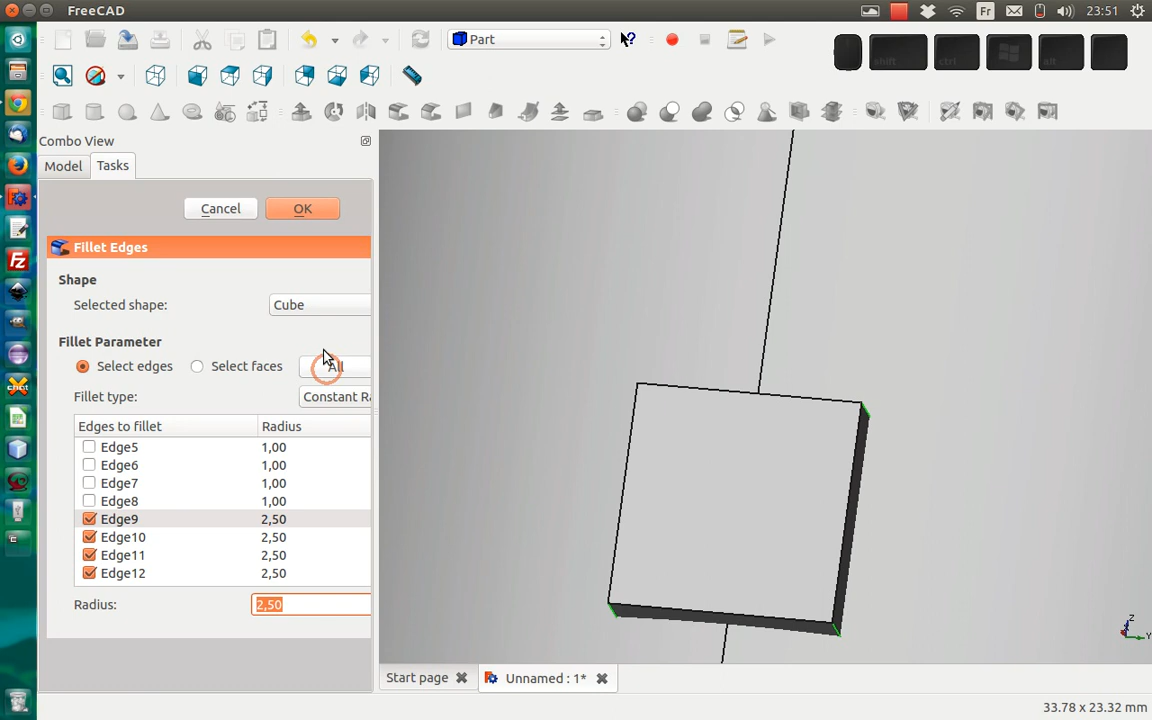 FreeCAD
Fr
23:51
Part
shift
ctrl
alt
Combo View
Model
Tasks
Cancel
OK
Fillet Edges
Shape
Selected shape:
Cube
Fillet Parameter
Select edges
Select faces
All
Fillet type:
Constant Ra
Edges to fillet
Radius
Edge5 1,00
Edge6 1,00
Edge7 1,00
Edge8 1,00
Edge9 2,50
Edge10 2,50
Edge11 2,50
Edge12 2,50
Radius:
2,50
Z
Y
Start page
Unnamed : 1*
33.78 x 23.32 mm